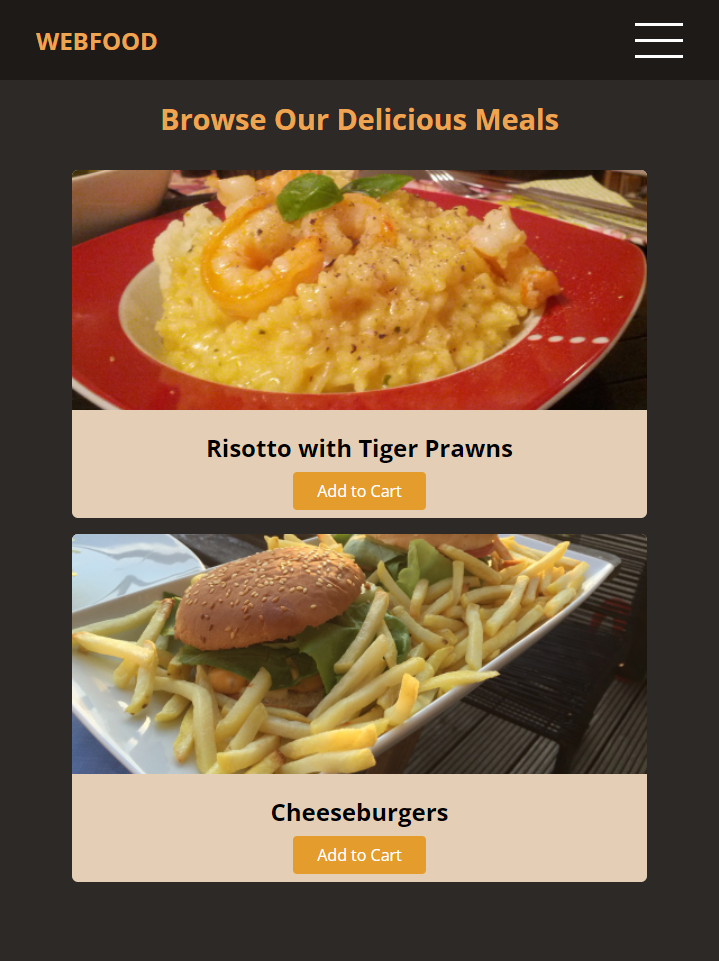 WEBFOOD
Browse Our Delicious Meals
Risotto with Tiger Prawns
Add to Cart
Cheeseburgers
Add to Cart